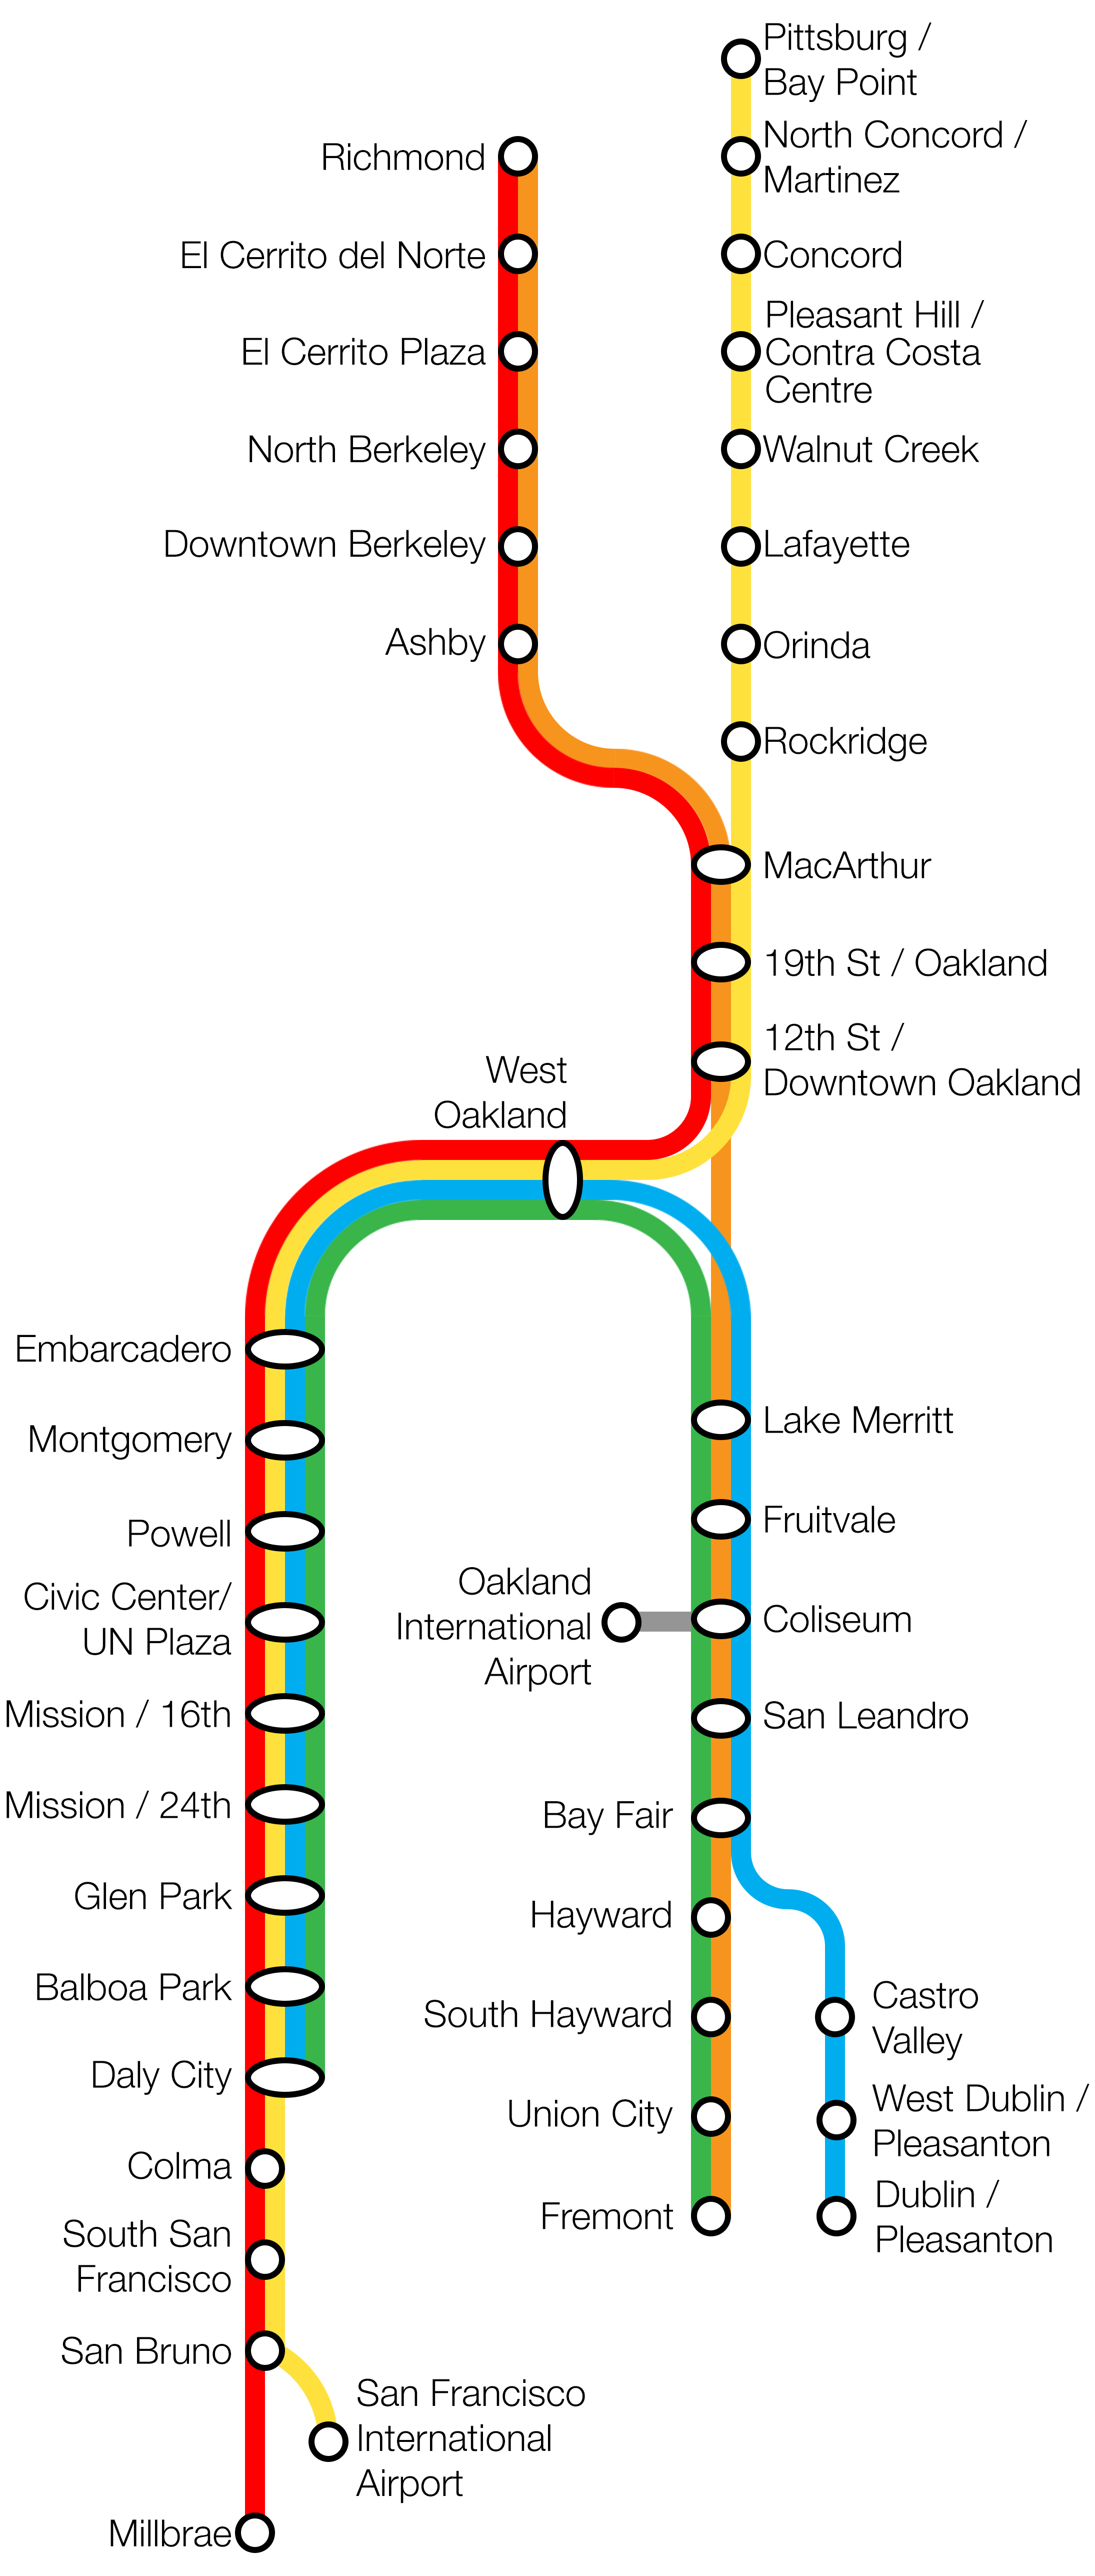 Pittsburg /
Bay Point
North Concord /
Martinez
Richmond
El Cerrito del Norte
Concord
Pleasant Hill /
Contra Costa
Centre
El Cerrito Plaza
North Berkeley
Walnut Creek
Downtown Berkeley
Lafayette
Ashby
Orinda
Rockridge
MacArthur
19th St / Oakland
12th St /
Downtown Oakland
West
Oakland
Embarcadero
Lake Merritt
Montgomery
Powell
Fruitvale
Civic Center/
UN Plaza
Oakland
International
Airport
Coliseum
Mission / 16th
San Leandro
Mission / 24th
Bay Fair
Glen Park
Hayward
Balboa Park
South Hayward
Castro
Valley
Daly City
Union City
West Dublin /
Pleasanton
Colma
Fremont
Dublin /
Pleasanton
South San
Francisco
San Bruno
San Francisco
International
Airport
Millbrae